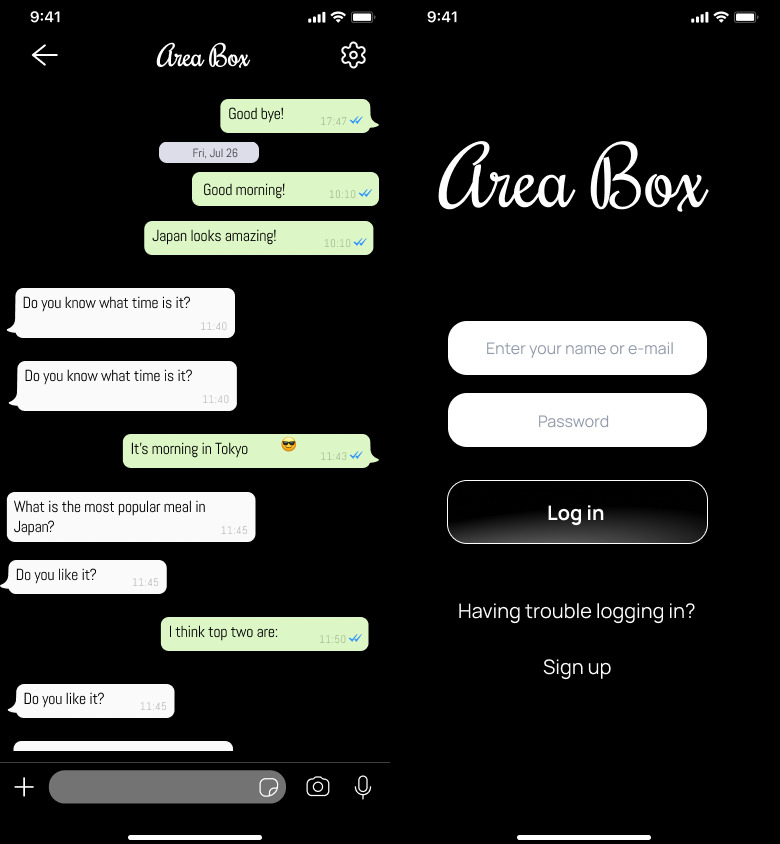 9:41
Area Box
Good bye!
17:47
Fri, Jul 26
Good morning!
10:10
Japan looks amazing!
10:10
Do you know what time is it?
11:40
Do you know what time is it?
11:40
It's morning in Tokyo 😎
11:43
What is the most popular meal in
Japan?
11:45
Do you like it?
11:45
I think top two are:
11:50
Do you like it?
11:45
9:41
Area Box
Enter your name or e-mail
Password
Log in
Having trouble logging in?
Sign up